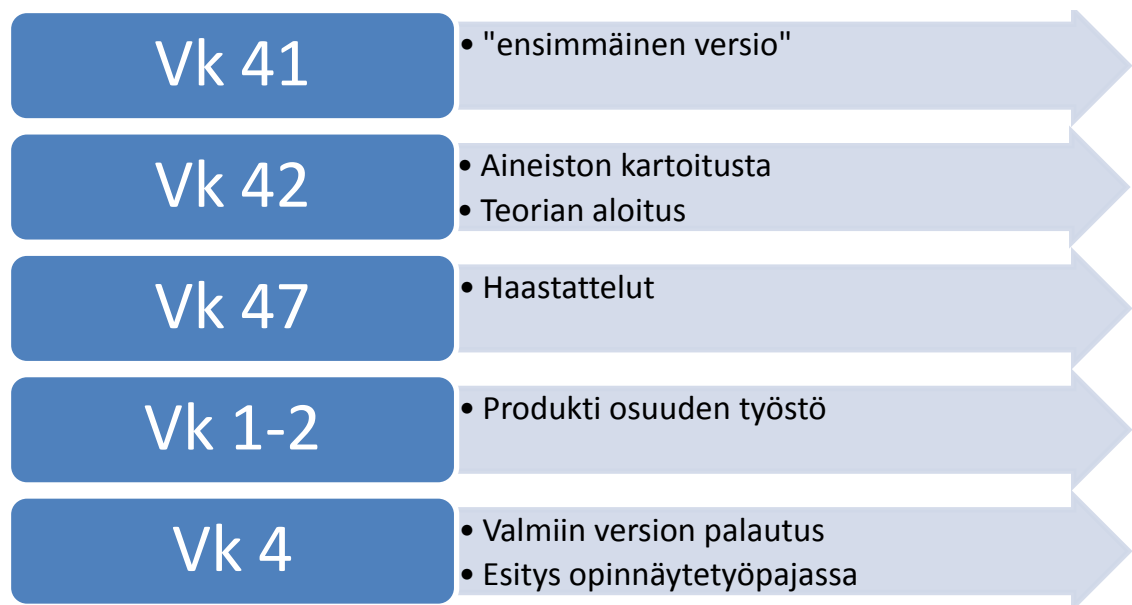 Vk 41
• "ensimmäinen versio"
Vk 42
• Aineiston kartoitusta
• Teorian aloitus
Vk 47
• Haastattelut
Vk 1-2
• Produkti osuuden työstö
Vk 4
• Valmiin version palautus
• Esitys opinnäytetyöpajassa